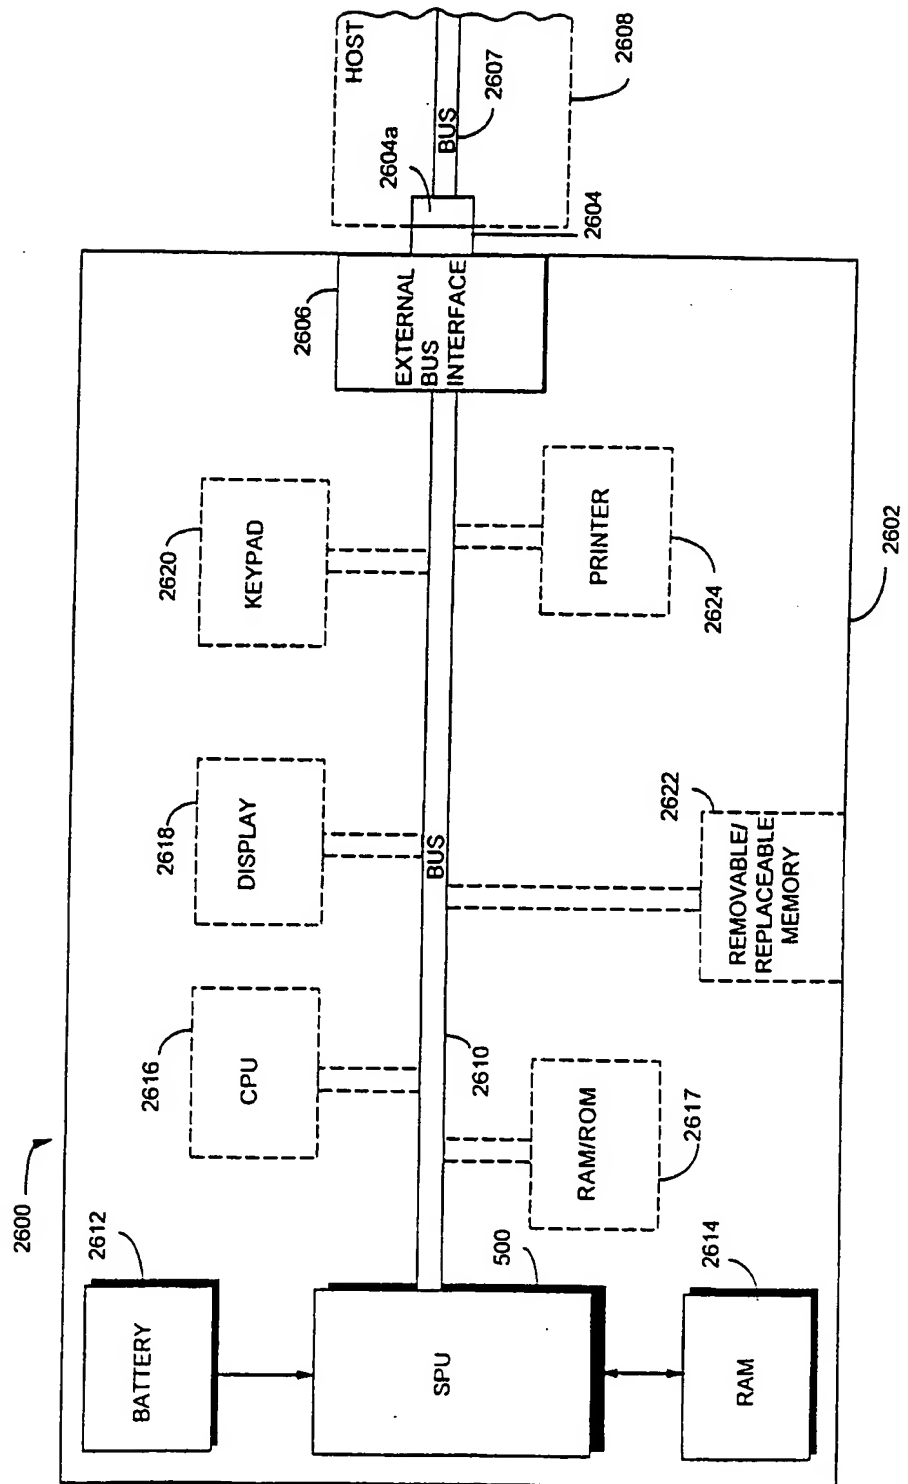 2600
BATTERY
2612
SPU
500
RAM
2614
CPU
2616
RAM/ROM
2617
2610
BUS
DISPLAY
2618
REMOVABLE/
REPLACEABLE
MEMORY
2622
KEYPAD
2620
PRINTER
2624
2602
EXTERNAL
BUS
INTERFACE
2606
2604
2604a
HOST
BUS
2607
2608